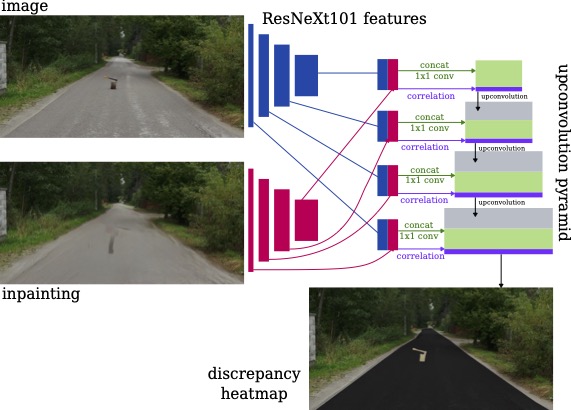 image
ResNeXt101 features
concat
1x1 conv
correlation
upconvolution
concat
1x1 conv
correlation
upconvolution
concat
1x1 conv
correlation
upconvolution
concat
1x1 conv
correlation
upconvolution pyramid
inpainting
discrepancy
heatmap